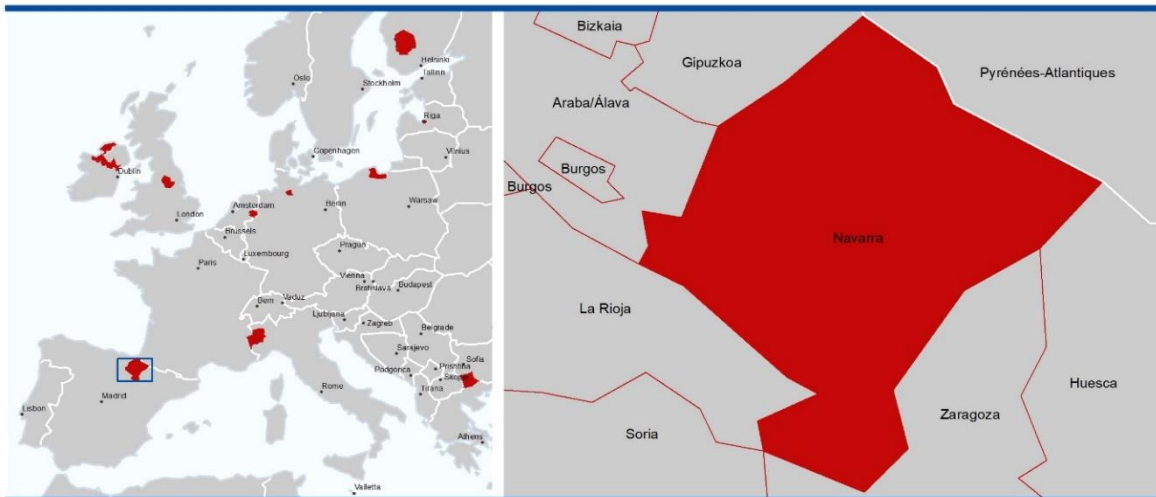 Helsinki
Oslo
Tallinn
Stockholm
Riga
Copenhagen
Vilnius
Dublin
Amsterdam
Berlin
Warsaw
London
Brussels
Prague
Luxembourg
Paris
Vienna
Bratislava
Budapest
Bern
Vaduz
Ljubljana
Zagreb
Belgrade
Sarajevo
Sofia
Prishtina
Podgorica
Skopje
Tirana
Rome
Madrid
Lisbon
Athens
Valletta
Bizkaia
Gipuzkoa
Pyrénées-Atlantiques
Araba/Álava
Burgos
Burgos
Navarra
La Rioja
Huesca
Zaragoza
Soria